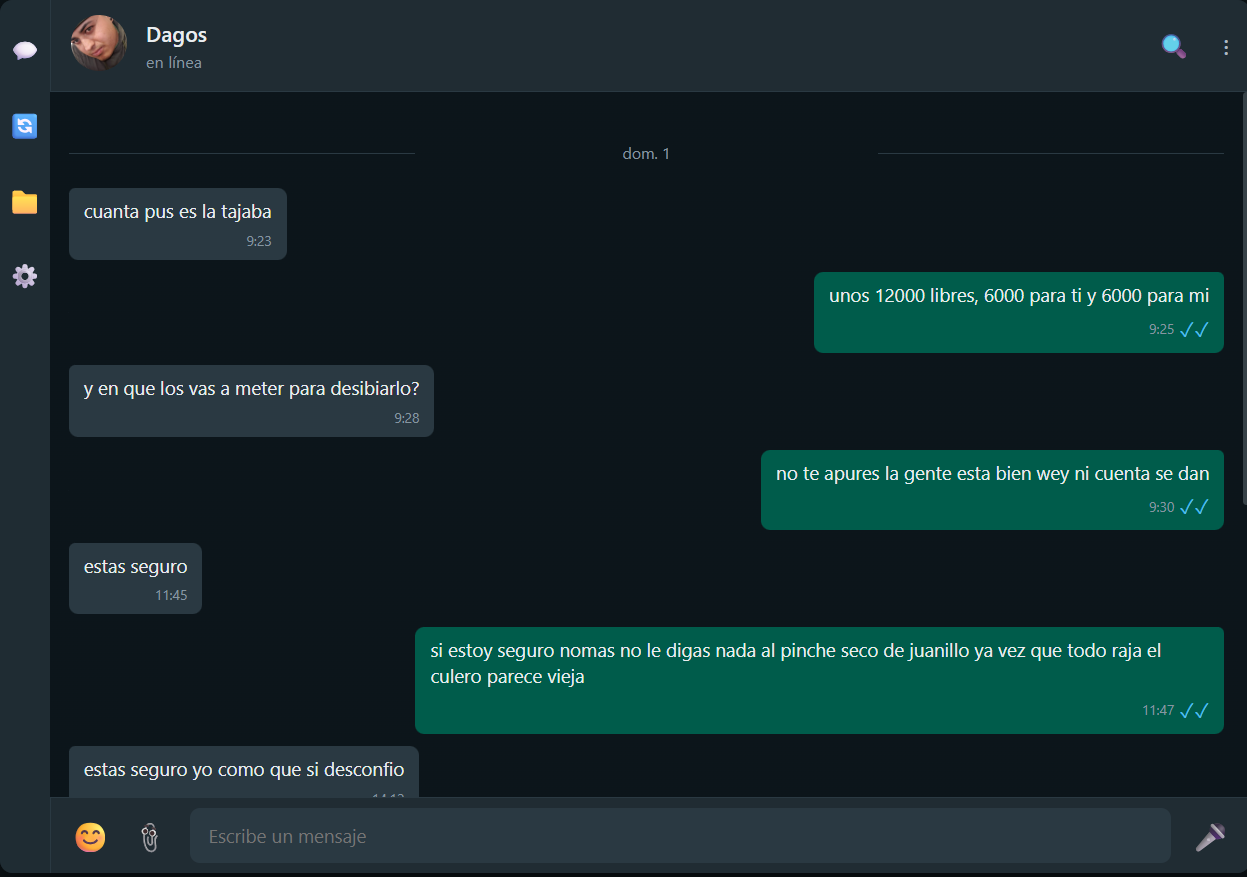 Dagos
en línea
dom. 1
cuanta pus es la tajaba
9:23
unos 12000 libres, 6000 para ti y 6000 para mi
9:25
y en que los vas a meter para desibiarlo?
9:28
no te apures la gente esta bien wey ni cuenta se dan
9:30
estas seguro
11:45
si estoy seguro nomas no le digas nada al pinche seco de juanillo ya vez que todo raja el
culero parece vieja
11:47
estas seguro yo como que si desconfio
Escribe un mensaje